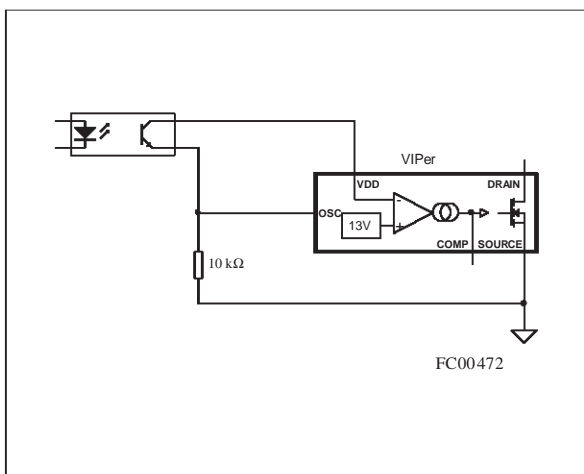 VIPer
VDD
DRAIN
-
OSC
13V
+
COMP
SOURCE
10 kΩ
FC00472